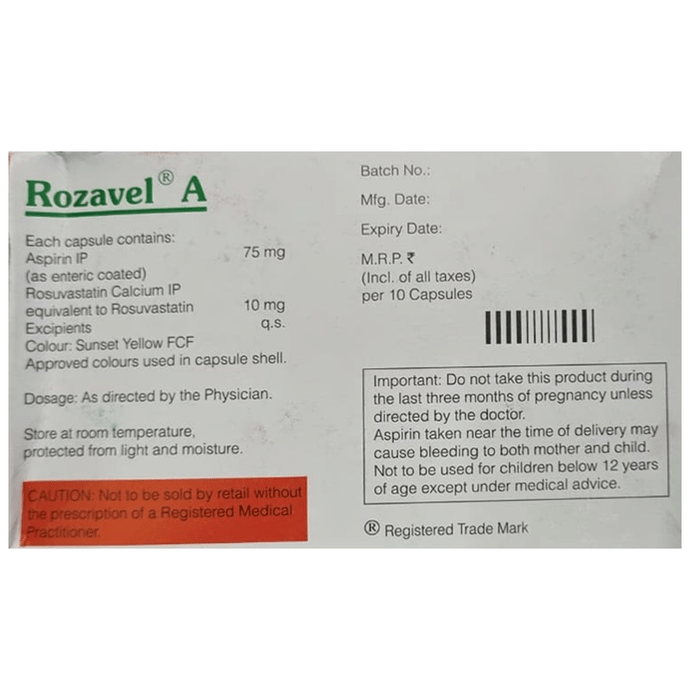 Rozavel® A
Each capsule contains:
Aspirin IP 75 mg
(as enteric coated)
Rosuvastatin Calcium IP
equivalent to Rosuvastatin 10 mg
Excipients q.s.
Colour: Sunset Yellow FCF
Approved colours used in capsule shell.
Dosage: As directed by the Physician.
Store at room temperature,
protected from light and moisture.
CAUTION: Not to be sold by retail without
the prescription of a Registered Medical
Practitioner.
Batch No.:
Mfg. Date:
Expiry Date:
M.R.P. ₹
(Incl. of all taxes)
per 10 Capsules
Important: Do not take this product during
the last three months of pregnancy unless
directed by the doctor.
Aspirin taken near the time of delivery may
cause bleeding to both mother and child.
Not to be used for children below 12 years
of age except under medical advice.
® Registered Trade Mark